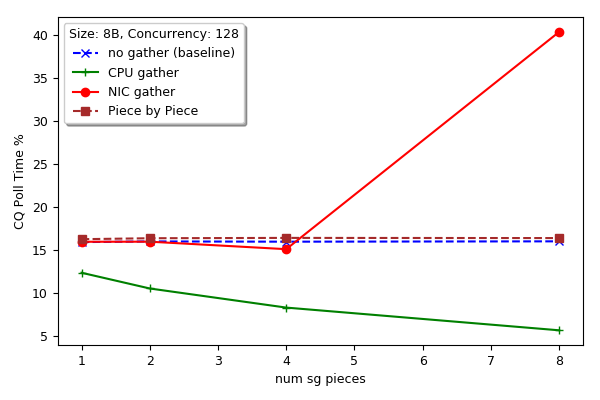 Size: 8B, Concurrency: 128
no gather (baseline)
CPU gather
NIC gather
Piece by Piece
CQ Poll Time %
40
35
30
25
20
15
10
5
1 2 3 4 5 6 7 8
num sg pieces